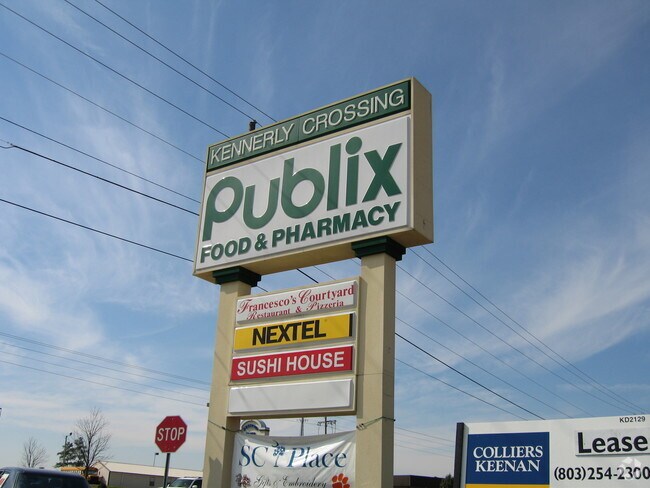 KENNERLY CROSSING
Publix
FOOD & PHARMACY
Francesco's Courtyard
Restaurant & Pizzeria
NEXTEL
SUSHI HOUSE
SC Place
Gifts & Embroidery
STOP
KD2129
COLLIERS
KEENAN
Lease
(803)254-2300